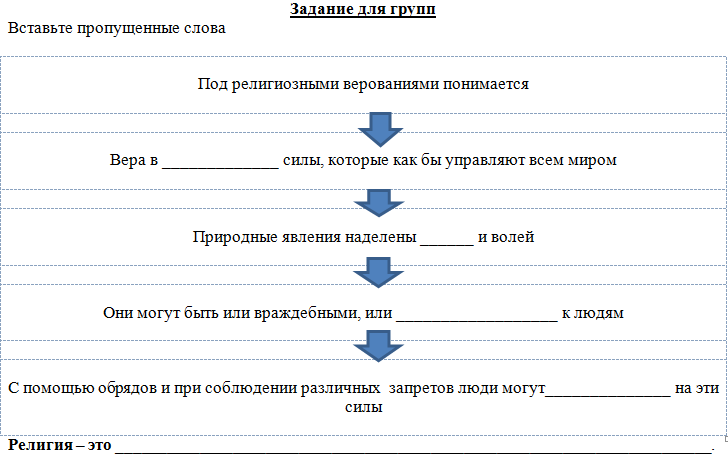 Задание для групп
Вставьте пропущенные слова
Под религиозными верованиями понимается
Вера в _____________ силы, которые как бы управляют всем миром
Природные явления наделены ______ и волей
Они могут быть или враждебными, или __________________ к людям
С помощью обрядов и при соблюдении различных запретов люди могут______________ на эти
силы
Религия – это ___________________________________________________________________.